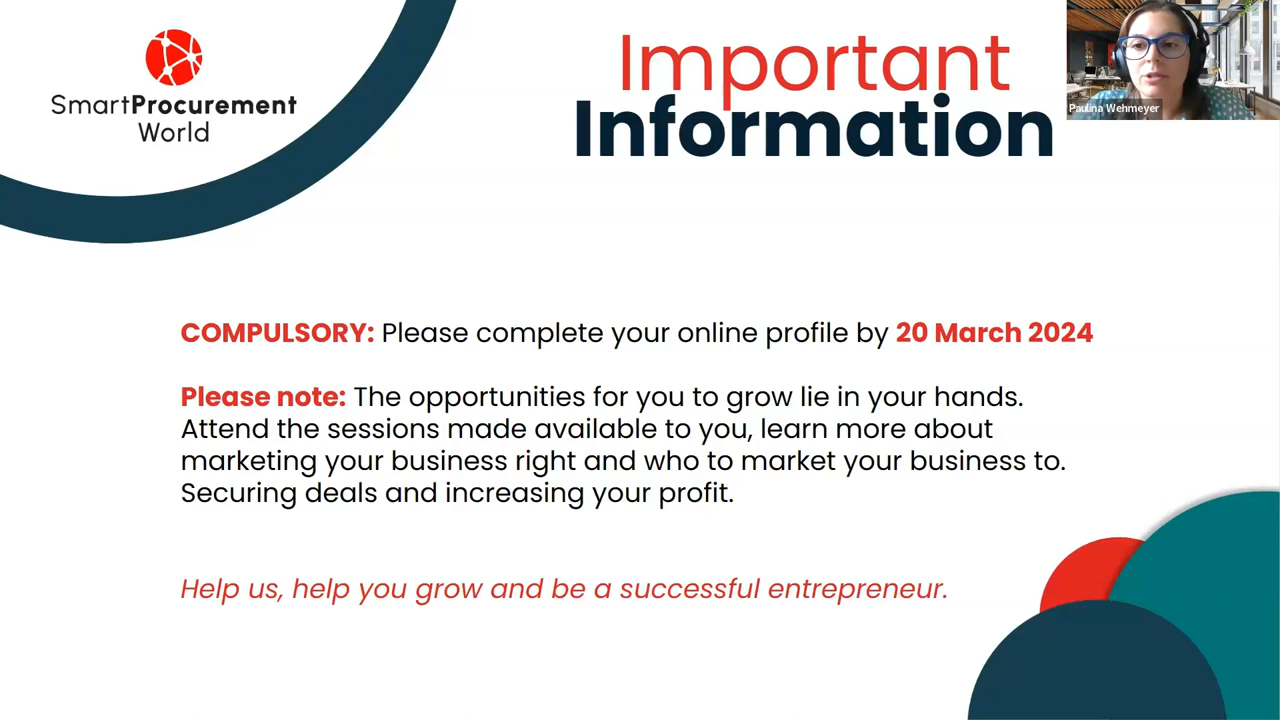 SmartProcurement
World
Important
Information
Paulina Wehmeyer
COMPULSORY: Please complete your online profile by 20 March 2024
Please note: The opportunities for you to grow lie in your hands.
Attend the sessions made available to you, learn more about
marketing your business right and who to market your business to.
Securing deals and increasing your profit.
Help us, help you grow and be a successful entrepreneur.